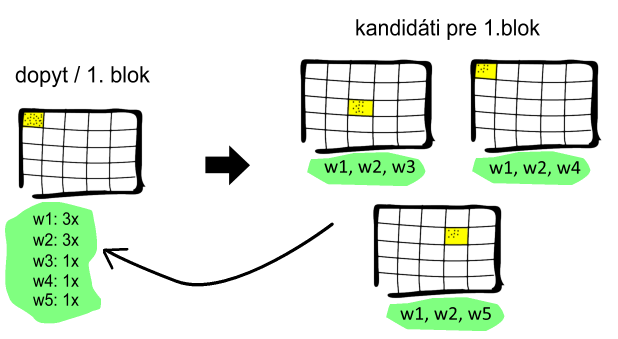 kandidáti pre 1.blok
dopyt / 1. blok
w1, w2, w3
w1, w2, w4
w1: 3x
w2: 3x
w3: 1x
w4: 1x
w5: 1x
w1, w2, w5